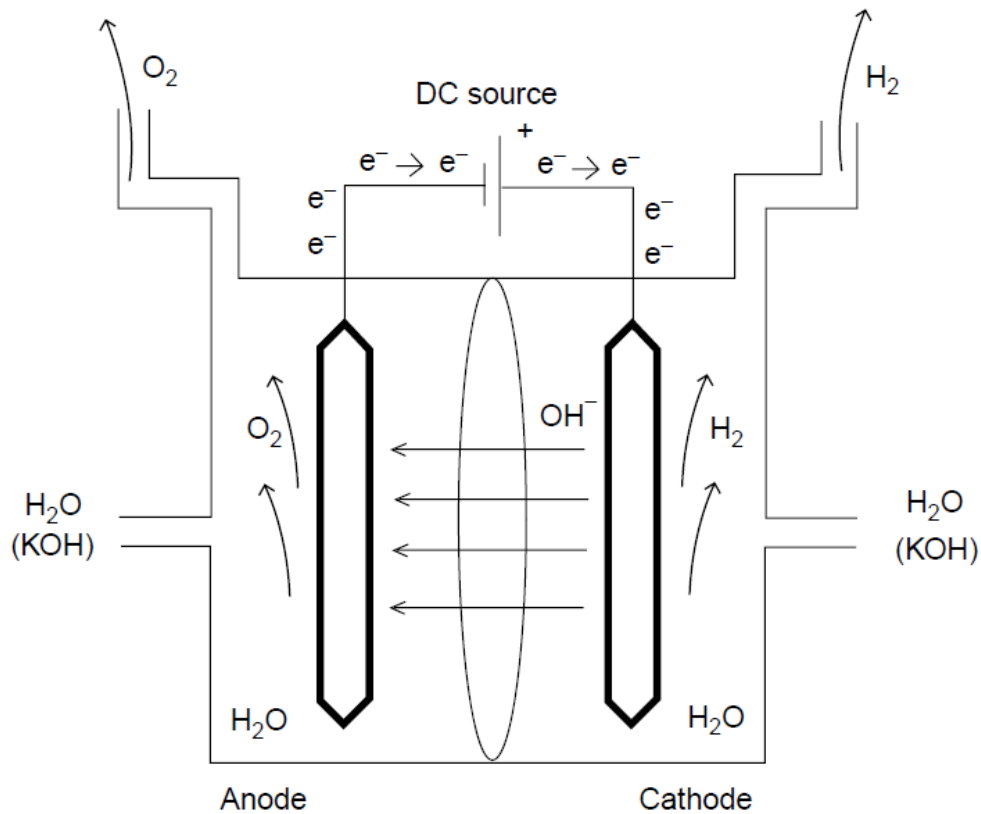 O₂
H₂
DC source
+
e⁻ → e⁻
e⁻ → e⁻
e⁻
e⁻
e⁻
e⁻
OH⁻
O₂
H₂
H₂O
(KOH)
H₂O
(KOH)
H₂O
H₂O
Anode
Cathode